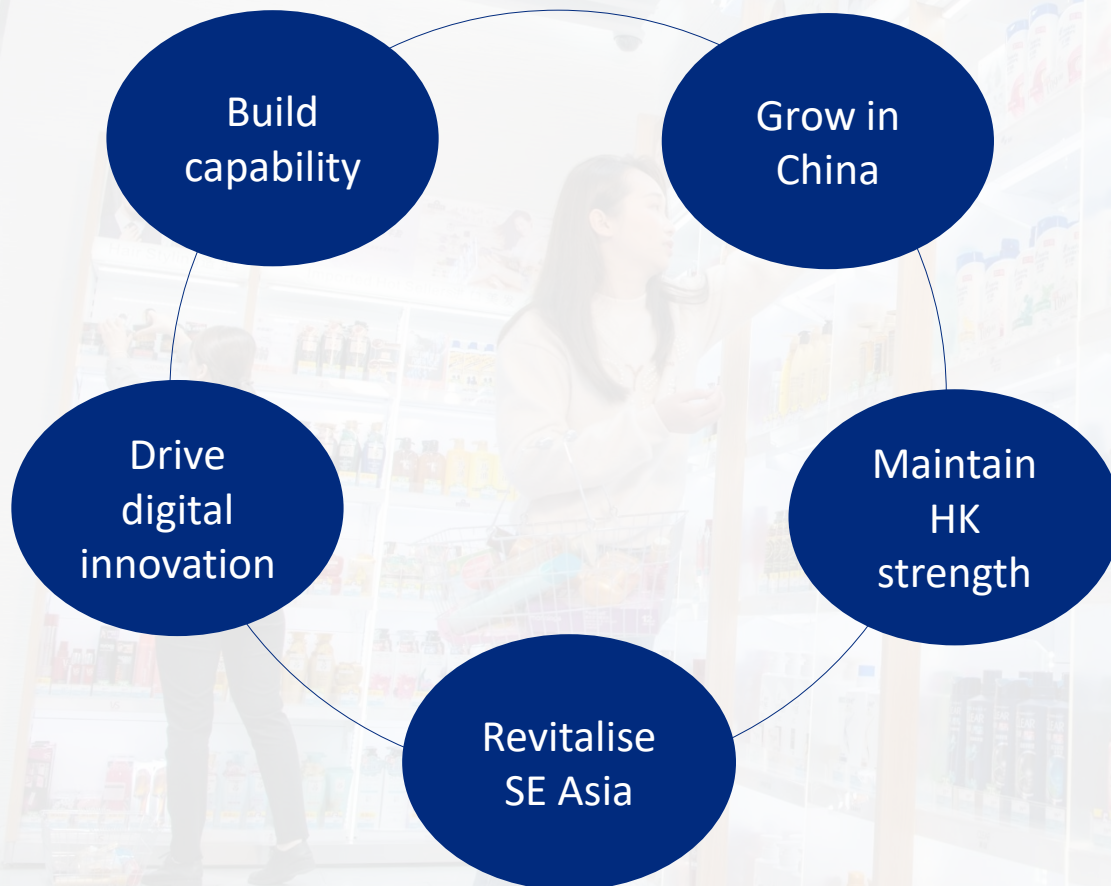 Build
capability
Grow in
China
Drive
digital
innovation
Maintain
HK
strength
Revitalise
SE Asia